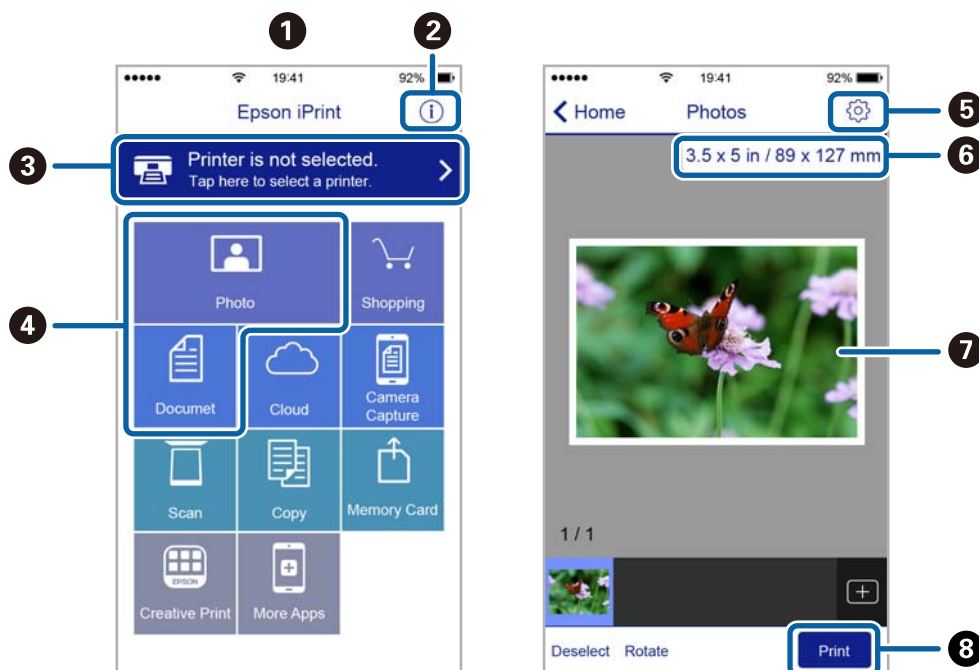 1
2
19:41
92%
Epson iPrint
i
3
Printer is not selected.
Tap here to select a printer.
4
Photo
Shopping
Documet
Cloud
Camera
Capture
Scan
Copy
Memory Card
EPSON
Creative Print
More Apps
19:41
92%
Home
Photos
5
3.5 x 5 in / 89 x 127 mm
6
7
1 / 1
Deselect
Rotate
Print
8